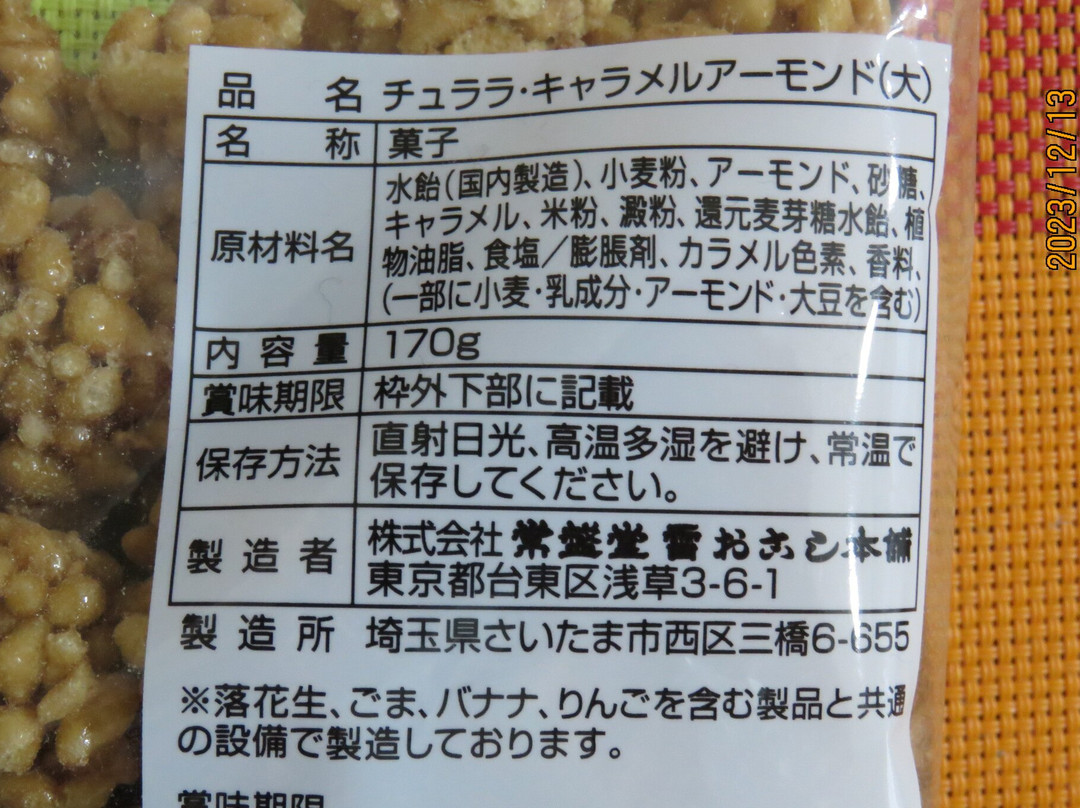 品名 チュララ・キャラメルアーモンド(大)
名称 菓子
原材料名 水飴(国内製造)、小麦粉、アーモンド、砂糖、
キャラメル、米粉、澱粉、還元麦芽糖水飴、植
物油脂、食塩／膨脹剤、カラメル色素、香料、
(一部に小麦・乳成分・アーモンド・大豆を含む)
内容量 170g
賞味期限 枠外下部に記載
保存方法 直射日光、高温多湿を避け、常温で
保存してください。
製造者 株式会社 常盤堂雷おこし本舗
東京都台東区浅草3-6-1
製造所 埼玉県さいたま市西区三橋6-655
※落花生、ごま、バナナ、りんごを含む製品と共通
の設備で製造しております。
賞味期限
2023/12/13